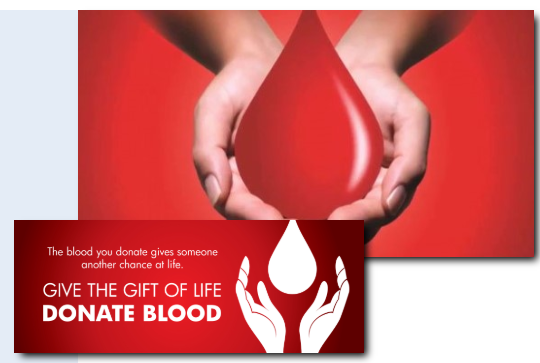 The blood you donate gives someone
another chance at life.
GIVE THE GIFT OF LIFE
DONATE BLOOD